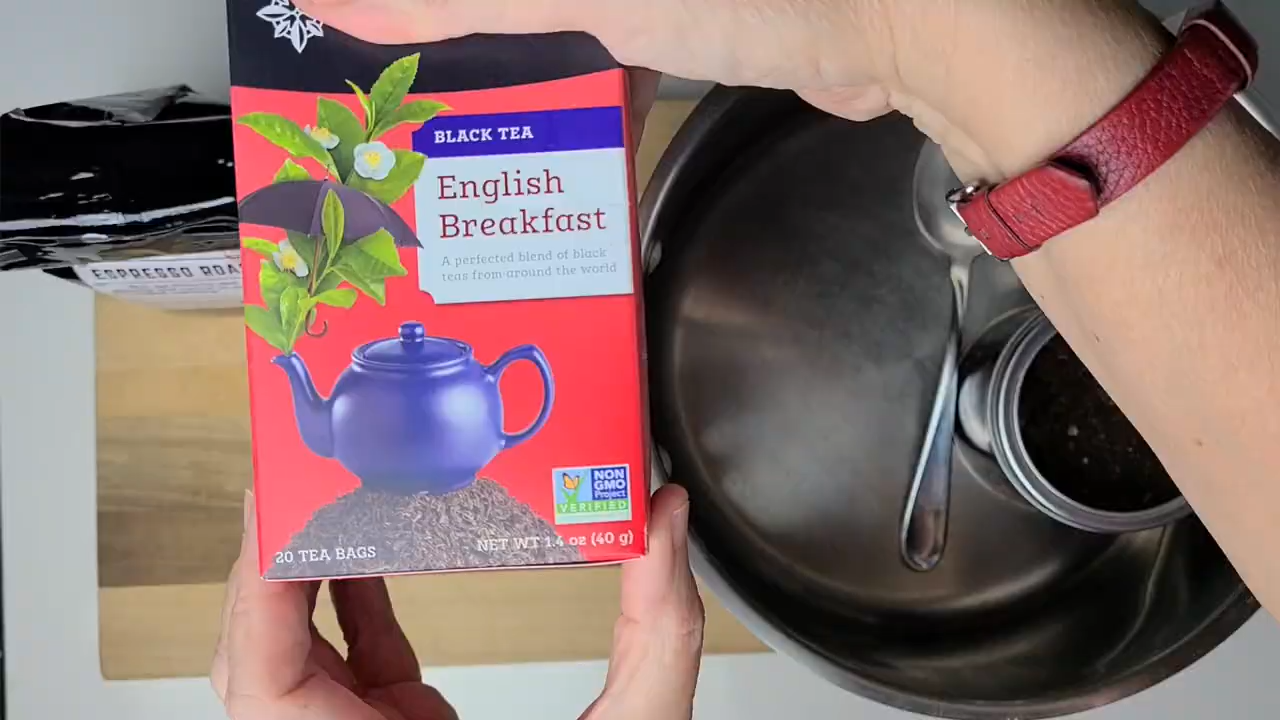 BLACK TEA
English
Breakfast
A perfected blend of black
teas from around the world
ESPRESSO
NON
GMO
Project
VERIFIED
NET WT 1.4 oz (40 g)
20 TEA BAGS